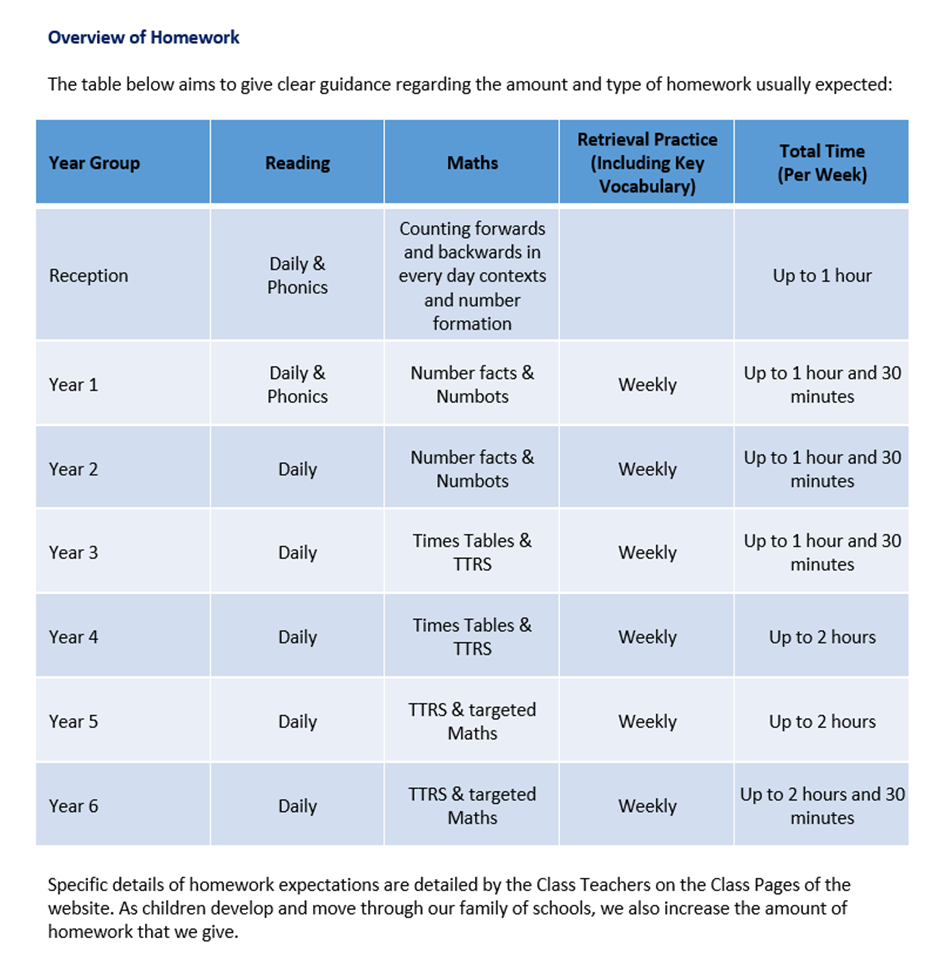 Overview of Homework
The table below aims to give clear guidance regarding the amount and type of homework usually expected:
Year Group
Reading
Maths
Retrieval Practice
(Including Key
Vocabulary)
Total Time
(Per Week)
Reception
Daily &
Phonics
Counting forwards
and backwards in
every day contexts
and number
formation
Up to 1 hour
Year 1
Daily &
Phonics
Number facts &
Numbots
Weekly
Up to 1 hour and 30
minutes
Year 2
Daily
Number facts &
Numbots
Weekly
Up to 1 hour and 30
minutes
Year 3
Daily
Times Tables &
TTRS
Weekly
Up to 1 hour and 30
minutes
Year 4
Daily
Times Tables &
TTRS
Weekly
Up to 2 hours
Year 5
Daily
TTRS & targeted
Maths
Weekly
Up to 2 hours
Year 6
Daily
TTRS & targeted
Maths
Weekly
Up to 2 hours and 30
minutes
Specific details of homework expectations are detailed by the Class Teachers on the Class Pages of the
website. As children develop and move through our family of schools, we also increase the amount of
homework that we give.